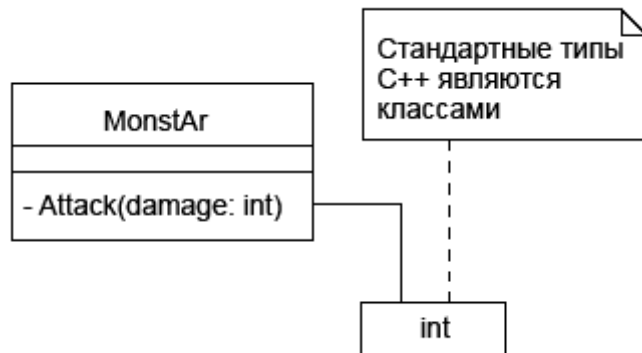 Стандартные типы
C++ являются
классами
MonstAr
- Attack(damage: int)
int